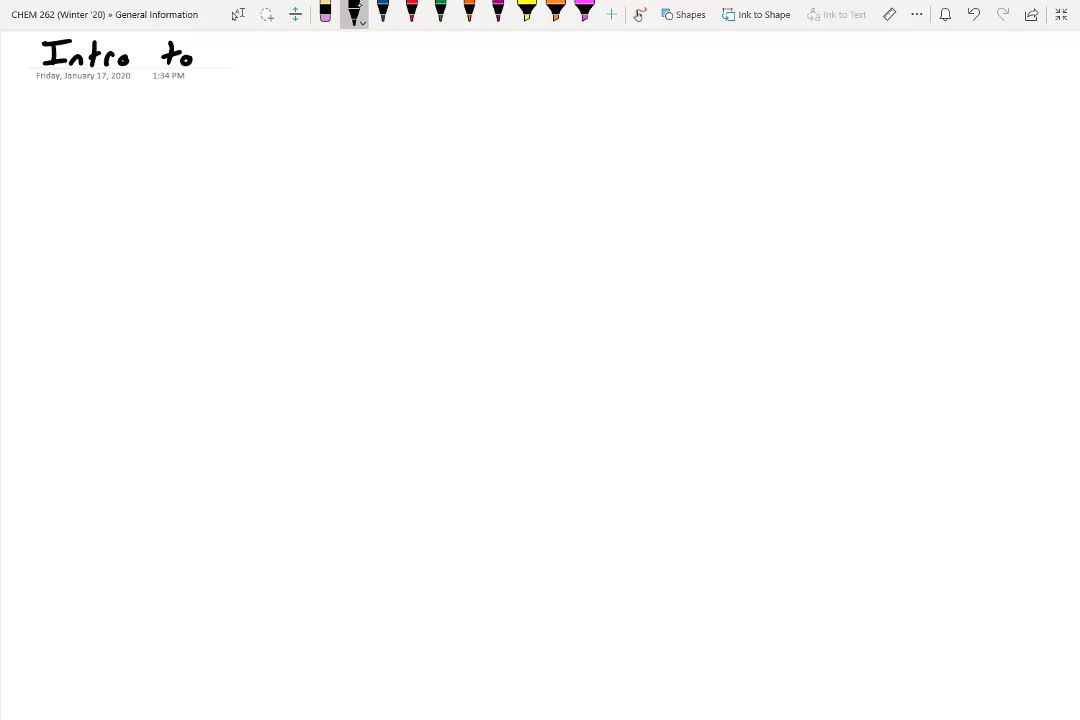 CHEM 262 (Winter '20) » General Information
Shapes
Ink to Shape
Ink to Text
Intro to
Friday, January 17, 2020 1:34 PM